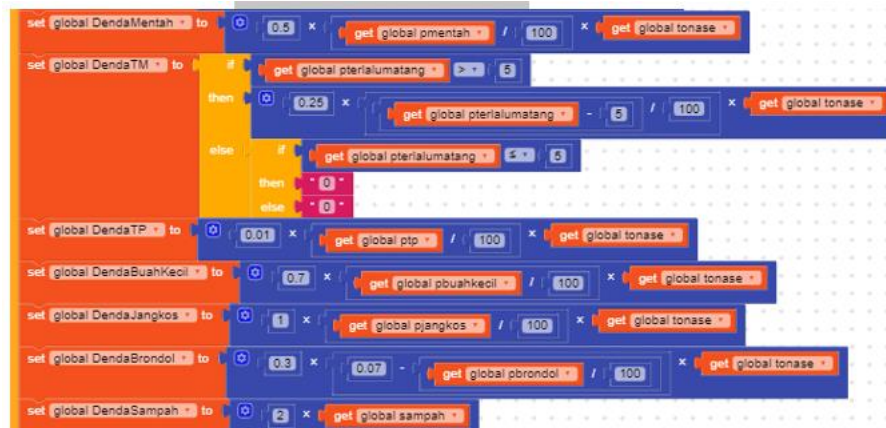 set global DendaMentah to 0.5 × get global pmentah / 100 × get global tonase
set global DendaTM to if get global pterlalumatang > 5
then 0.25 × get global pterlalumatang - 5 / 100 × get global tonase
else if get global pterlalumatang ≤ 5
then " 0 "
else " 0 "
set global DendaTP to 0.01 × get global ptp / 100 × get global tonase
set global DendaBuahKecil to 0.7 × get global pbuahkecil / 100 × get global tonase
set global DendaJangkos to 1 × get global pjangkos / 100 × get global tonase
set global DendaBrondol to 0.3 × 0.07 - get global pbrondol / 100 × get global tonase
set global DendaSampah to 2 × get global sampah